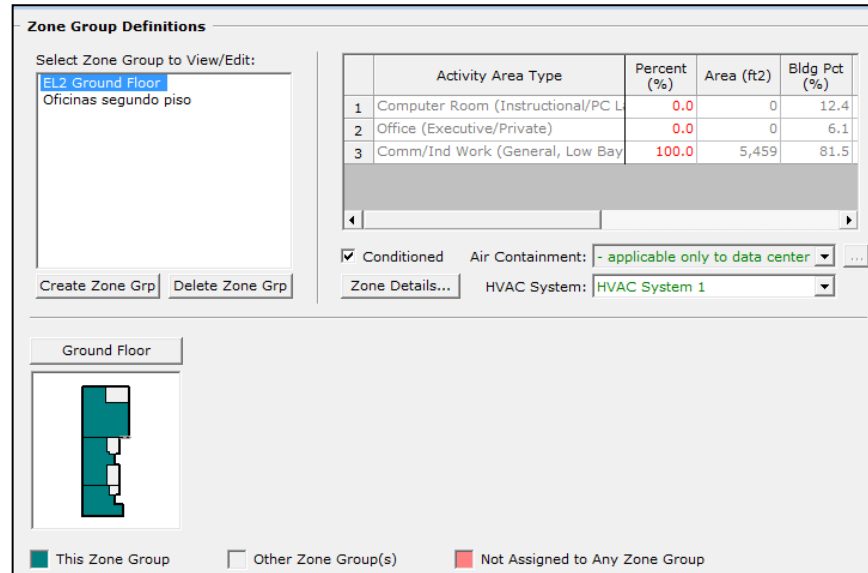 Zone Group Definitions
Select Zone Group to View/Edit:
EL2 Ground Floor
Oficinas segundo piso
Create Zone Grp
Delete Zone Grp
Activity Area Type Percent (%) Area (ft2) Bldg Pct (%)
1 Computer Room (Instructional/PC La 0.0 0 12.4
2 Office (Executive/Private) 0.0 0 6.1
3 Comm/Ind Work (General, Low Bay 100.0 5,459 81.5
Conditioned Air Containment: - applicable only to data center ...
Zone Details... HVAC System: HVAC System 1
Ground Floor
This Zone Group Other Zone Group(s) Not Assigned to Any Zone Group